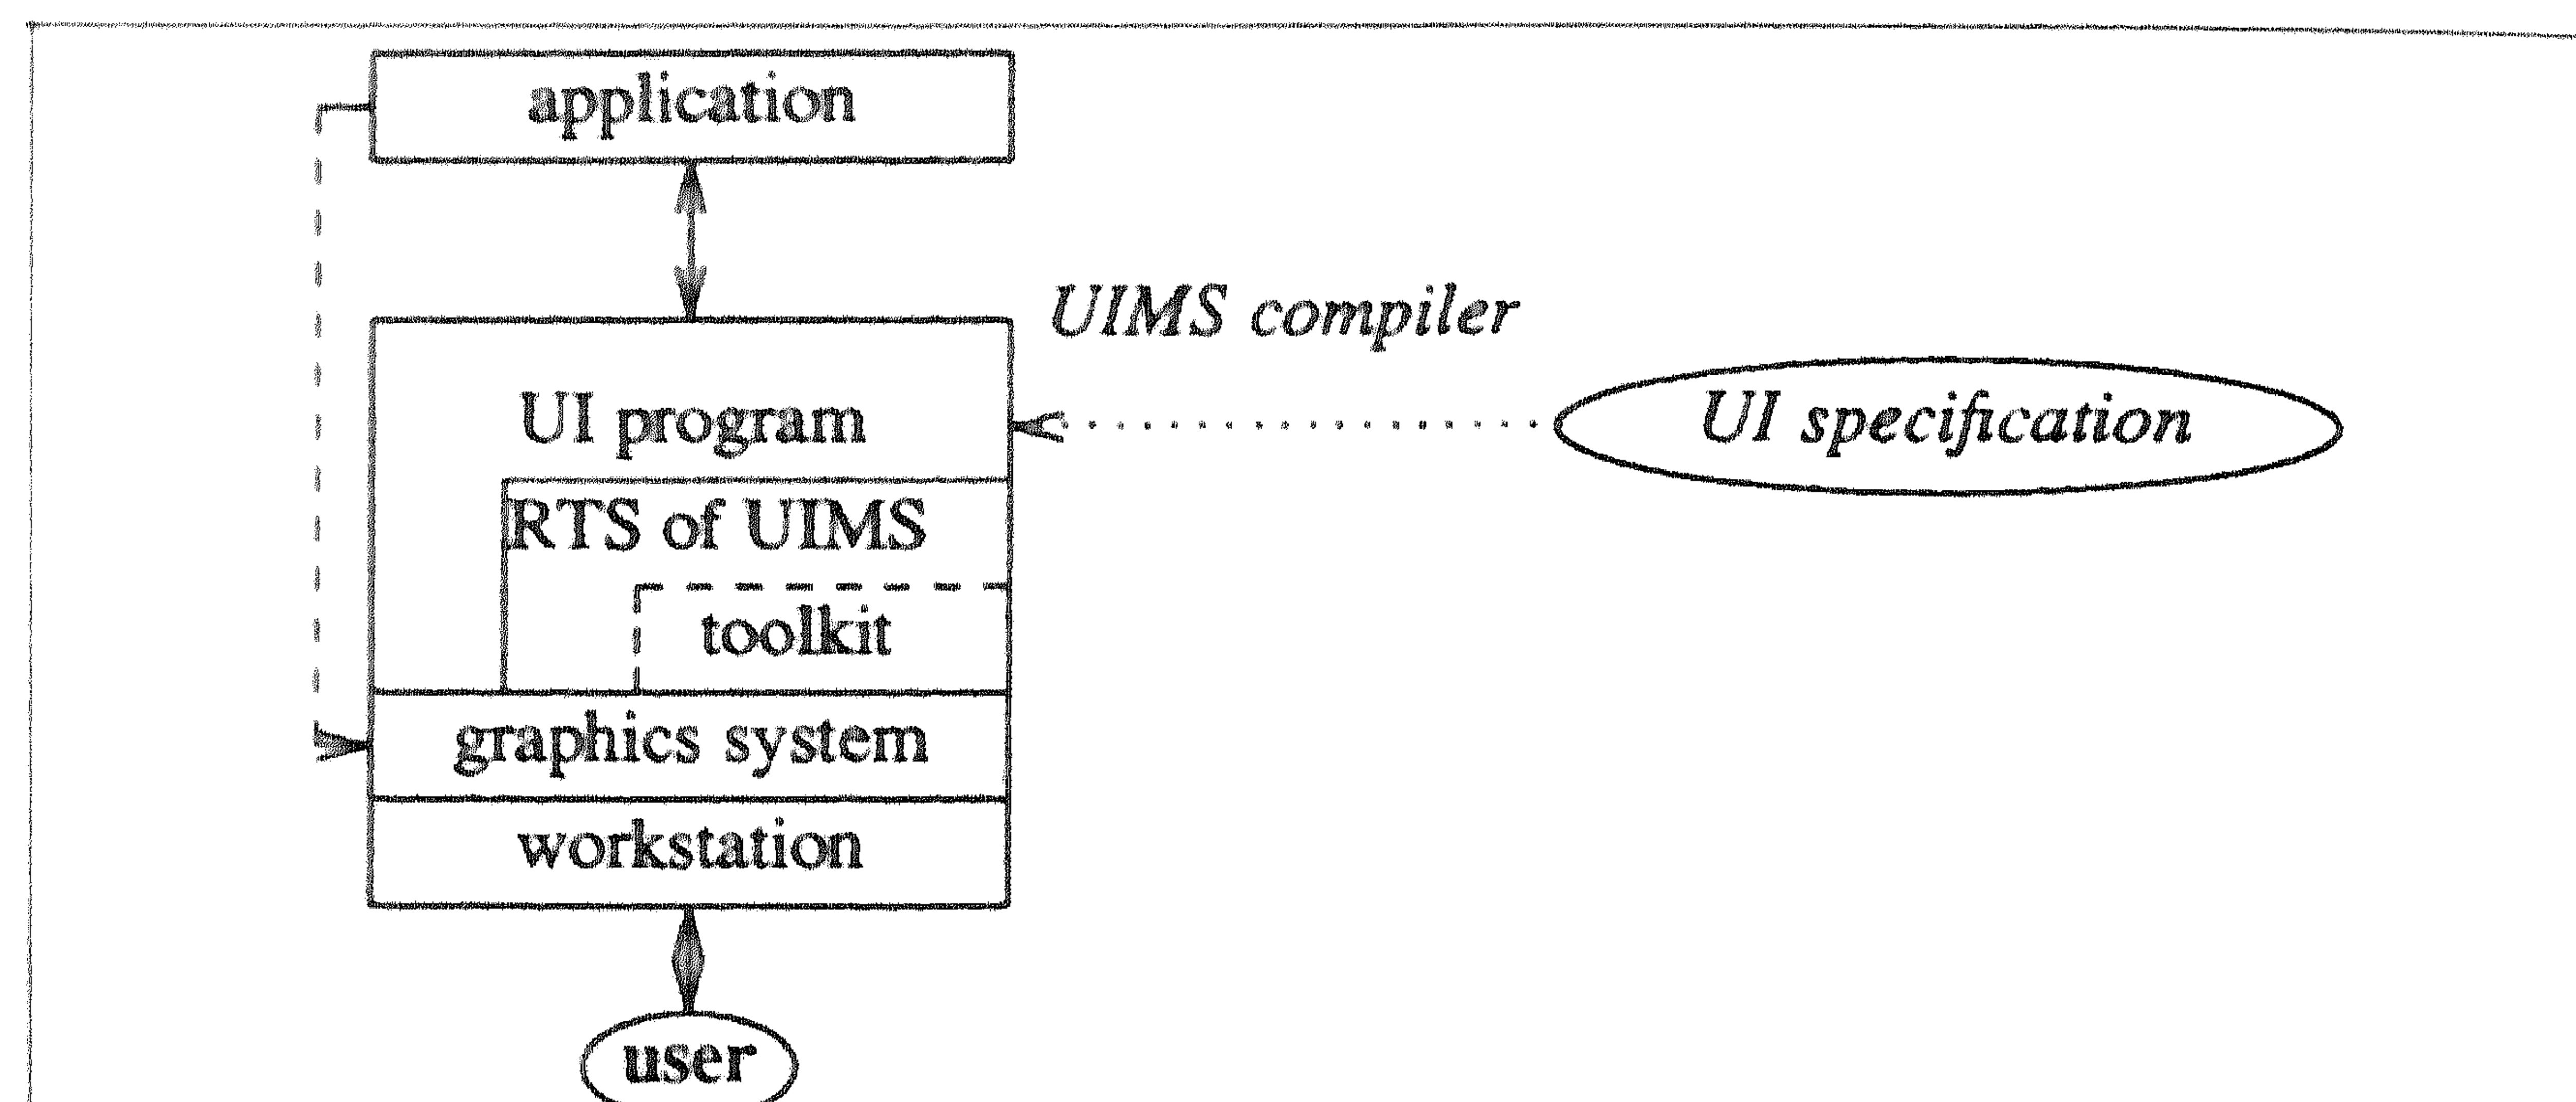 application
UIMS compiler
UI program
UI specification
RTS of UIMS
toolkit
graphics system
workstation
user